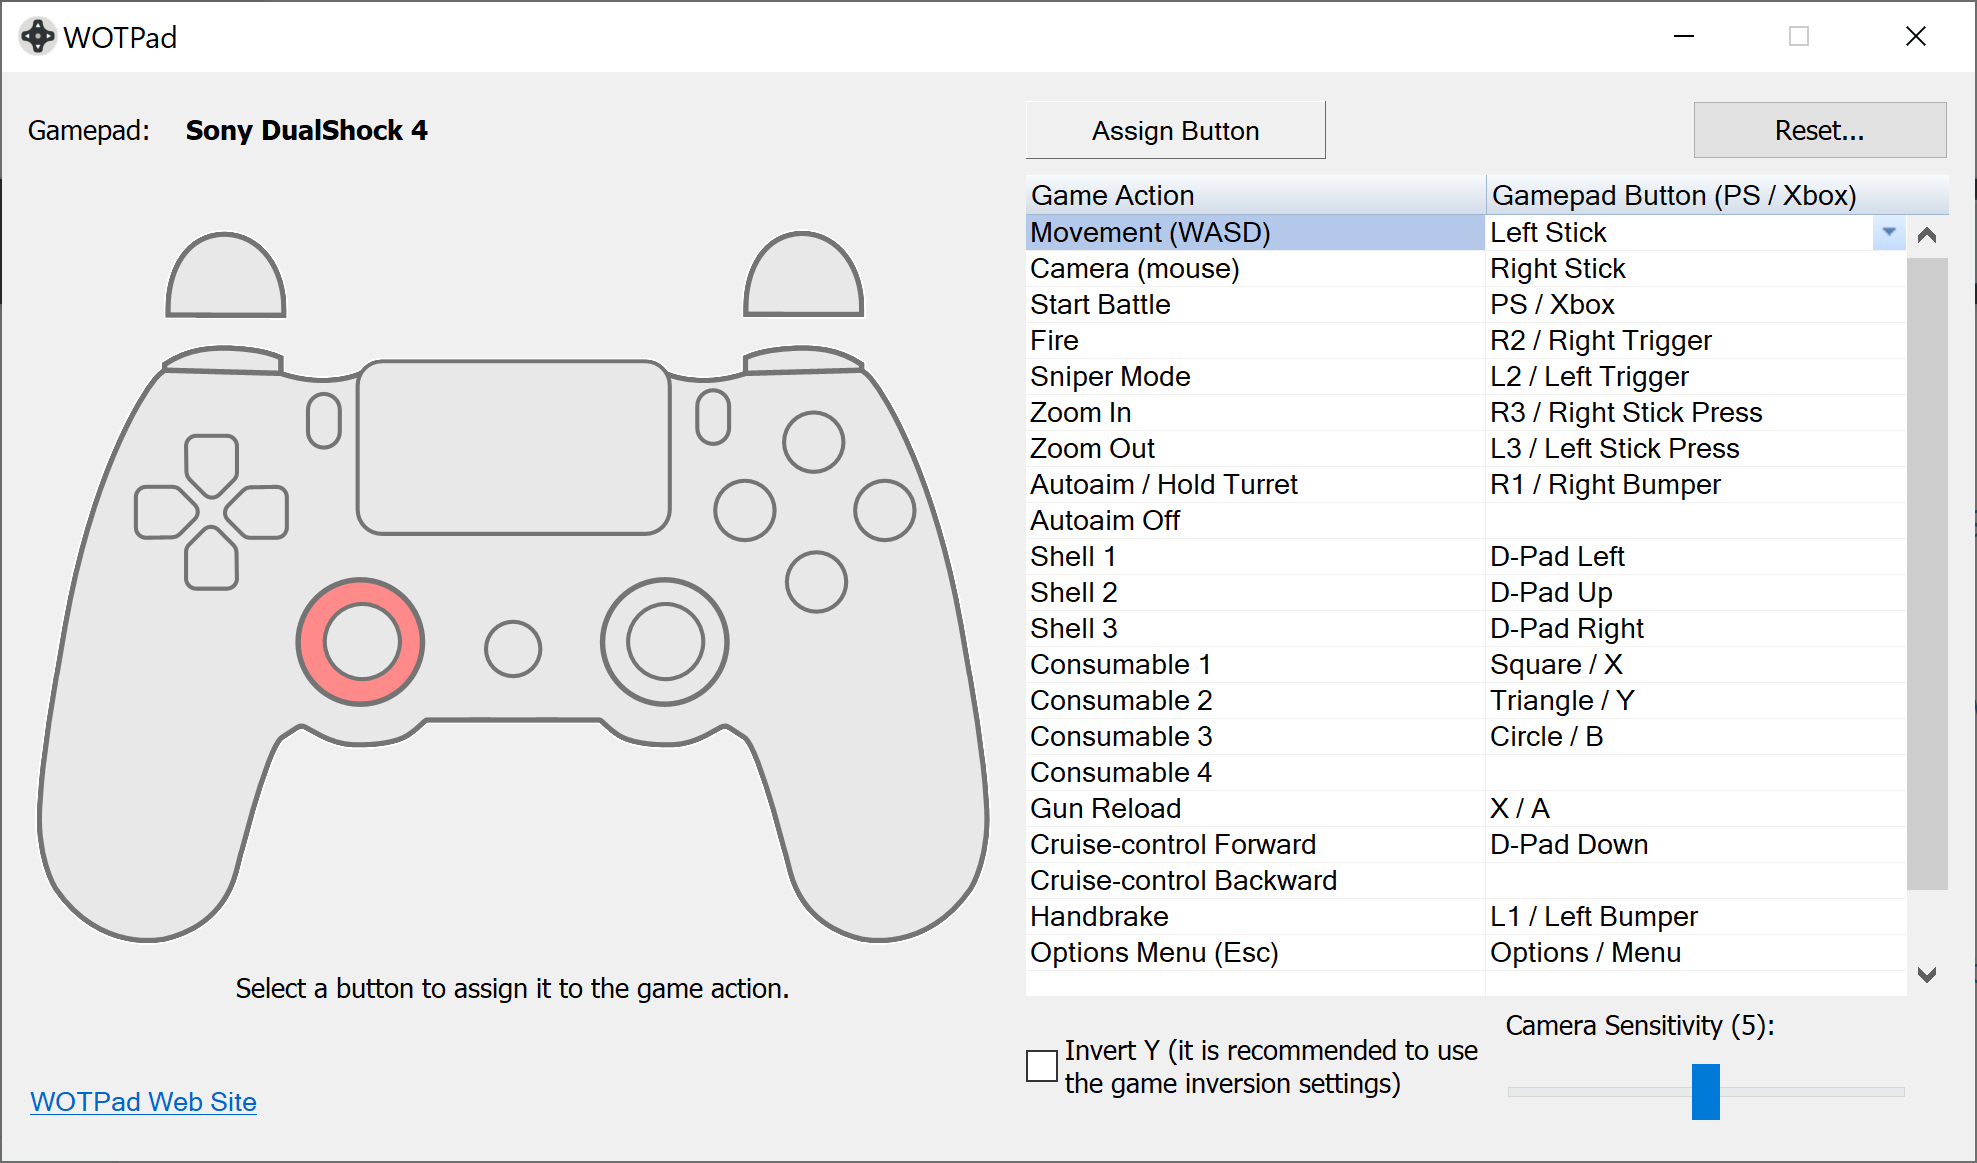 WOTPad
Gamepad: Sony DualShock 4
Assign Button
Reset...
Game Action Gamepad Button (PS / Xbox)
Movement (WASD) Left Stick
Camera (mouse) Right Stick
Start Battle PS / Xbox
Fire R2 / Right Trigger
Sniper Mode L2 / Left Trigger
Zoom In R3 / Right Stick Press
Zoom Out L3 / Left Stick Press
Autoaim / Hold Turret R1 / Right Bumper
Autoaim Off
Shell 1 D-Pad Left
Shell 2 D-Pad Up
Shell 3 D-Pad Right
Consumable 1 Square / X
Consumable 2 Triangle / Y
Consumable 3 Circle / B
Consumable 4
Gun Reload X / A
Cruise-control Forward D-Pad Down
Cruise-control Backward
Handbrake L1 / Left Bumper
Options Menu (Esc) Options / Menu
Select a button to assign it to the game action.
Camera Sensitivity (5):
Invert Y (it is recommended to use
the game inversion settings)
WOTPad Web Site